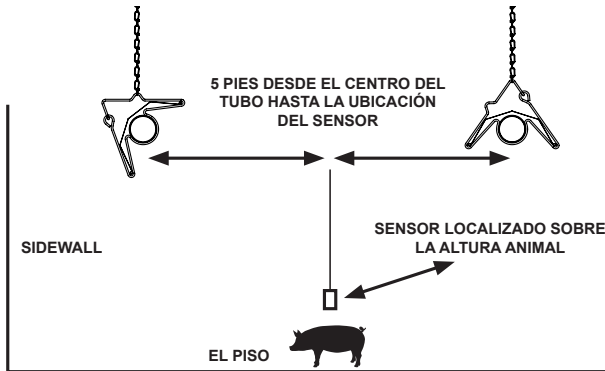 5 PIES DESDE EL CENTRO DEL
TUBO HASTA LA UBICACIÓN
DEL SENSOR
SIDEWALL
SENSOR LOCALIZADO SOBRE
LA ALTURA ANIMAL
EL PISO